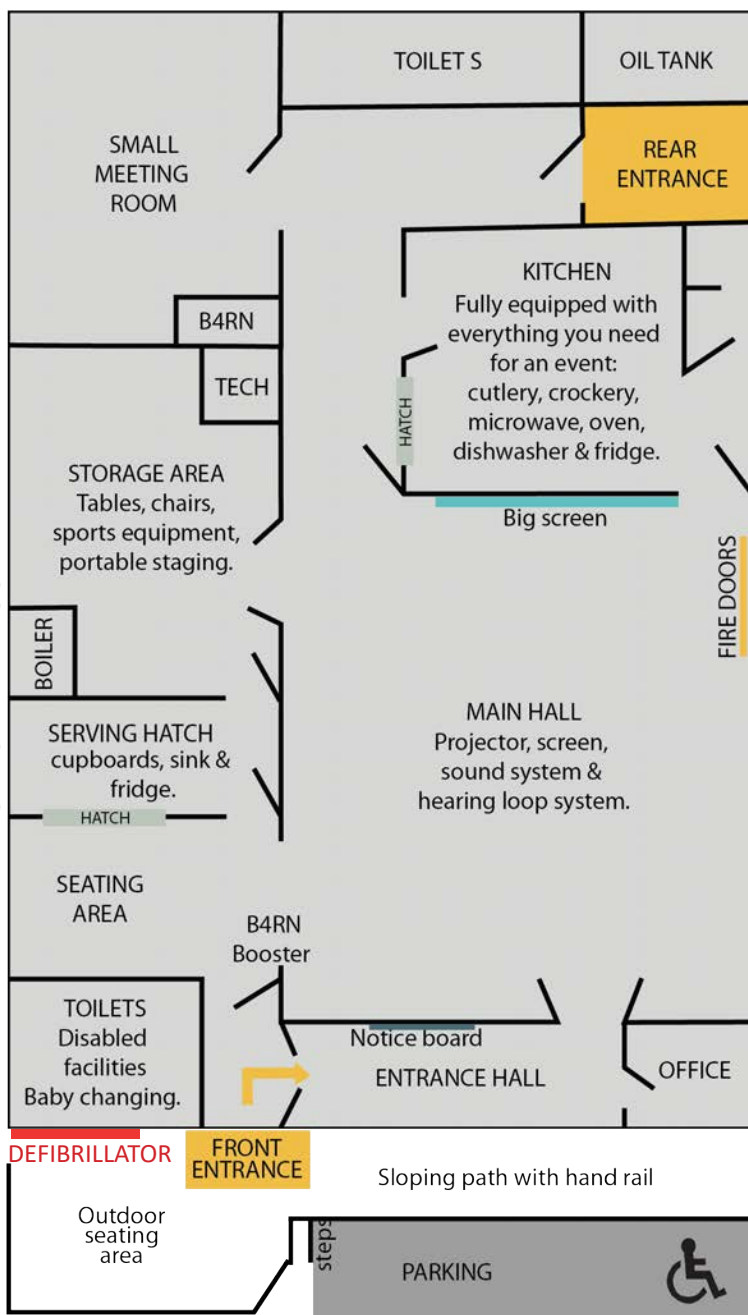 TOILET S
OIL TANK
SMALL
MEETING
ROOM
REAR
ENTRANCE
KITCHEN
Fully equipped with
everything you need
for an event:
cutlery, crockery,
microwave, oven,
dishwasher & fridge.
B4RN
TECH
HATCH
STORAGE AREA
Tables, chairs,
sports equipment,
portable staging.
Big screen
FIRE DOORS
BOILER
SERVING HATCH
cupboards, sink &
fridge.
HATCH
MAIN HALL
Projector, screen,
sound system &
hearing loop system.
SEATING
AREA
B4RN
Booster
TOILETS
Disabled
facilities
Baby changing.
Notice board
ENTRANCE HALL
OFFICE
DEFIBRILLATOR
FRONT
ENTRANCE
Sloping path with hand rail
Outdoor
seating
area
steps
PARKING